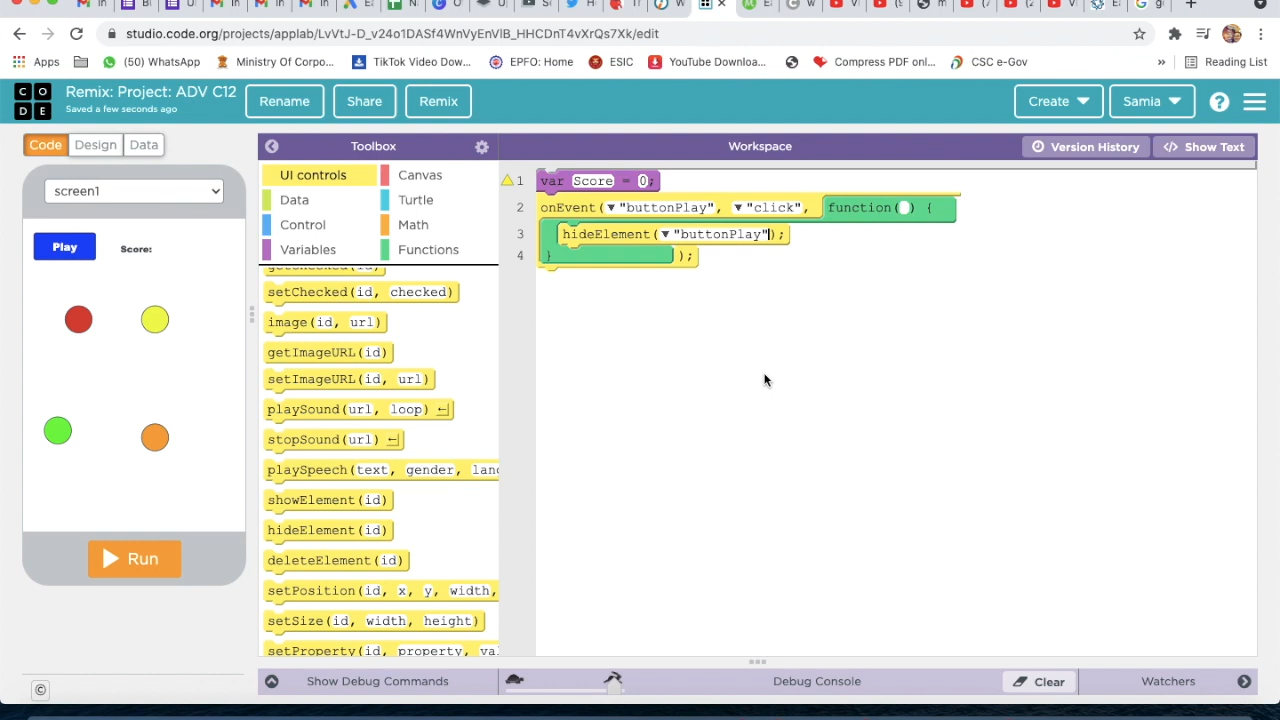 studio.code.org/projects/applab/LvVtJ-D_v24o1DASf4WnVyEnVlB_HHCDnT4vXrQs7Xk/edit
Apps
(50) WhatsApp
Ministry Of Corpo...
TikTok Video Dow...
EPFO: Home
ESIC
YouTube Downloa...
Compress PDF onl...
CSC e-Gov
»
Reading List
C O
D E
Remix: Project: ADV C12
Saved a few seconds ago
Rename
Share
Remix
Create
Samia
?
Code
Design
Data
Toolbox
Workspace
Version History
</> Show Text
screen1
Play
Score:
Run
UI controls
Canvas
Data
Turtle
Control
Math
Variables
Functions
setChecked(id, checked)
image(id, url)
getImageURL(id)
setImageURL(id, url)
playSound(url, loop)
stopSound(url)
playSpeech(text, gender, lang
showElement(id)
hideElement(id)
deleteElement(id)
setPosition(id, x, y, width,
setSize(id, width, height)
setProperty(id, property, val
1 var Score = 0;
2 onEvent("buttonPlay", "click", function( ) {
3 hideElement("buttonPlay");
4 } );
©
Show Debug Commands
Debug Console
Clear
Watchers